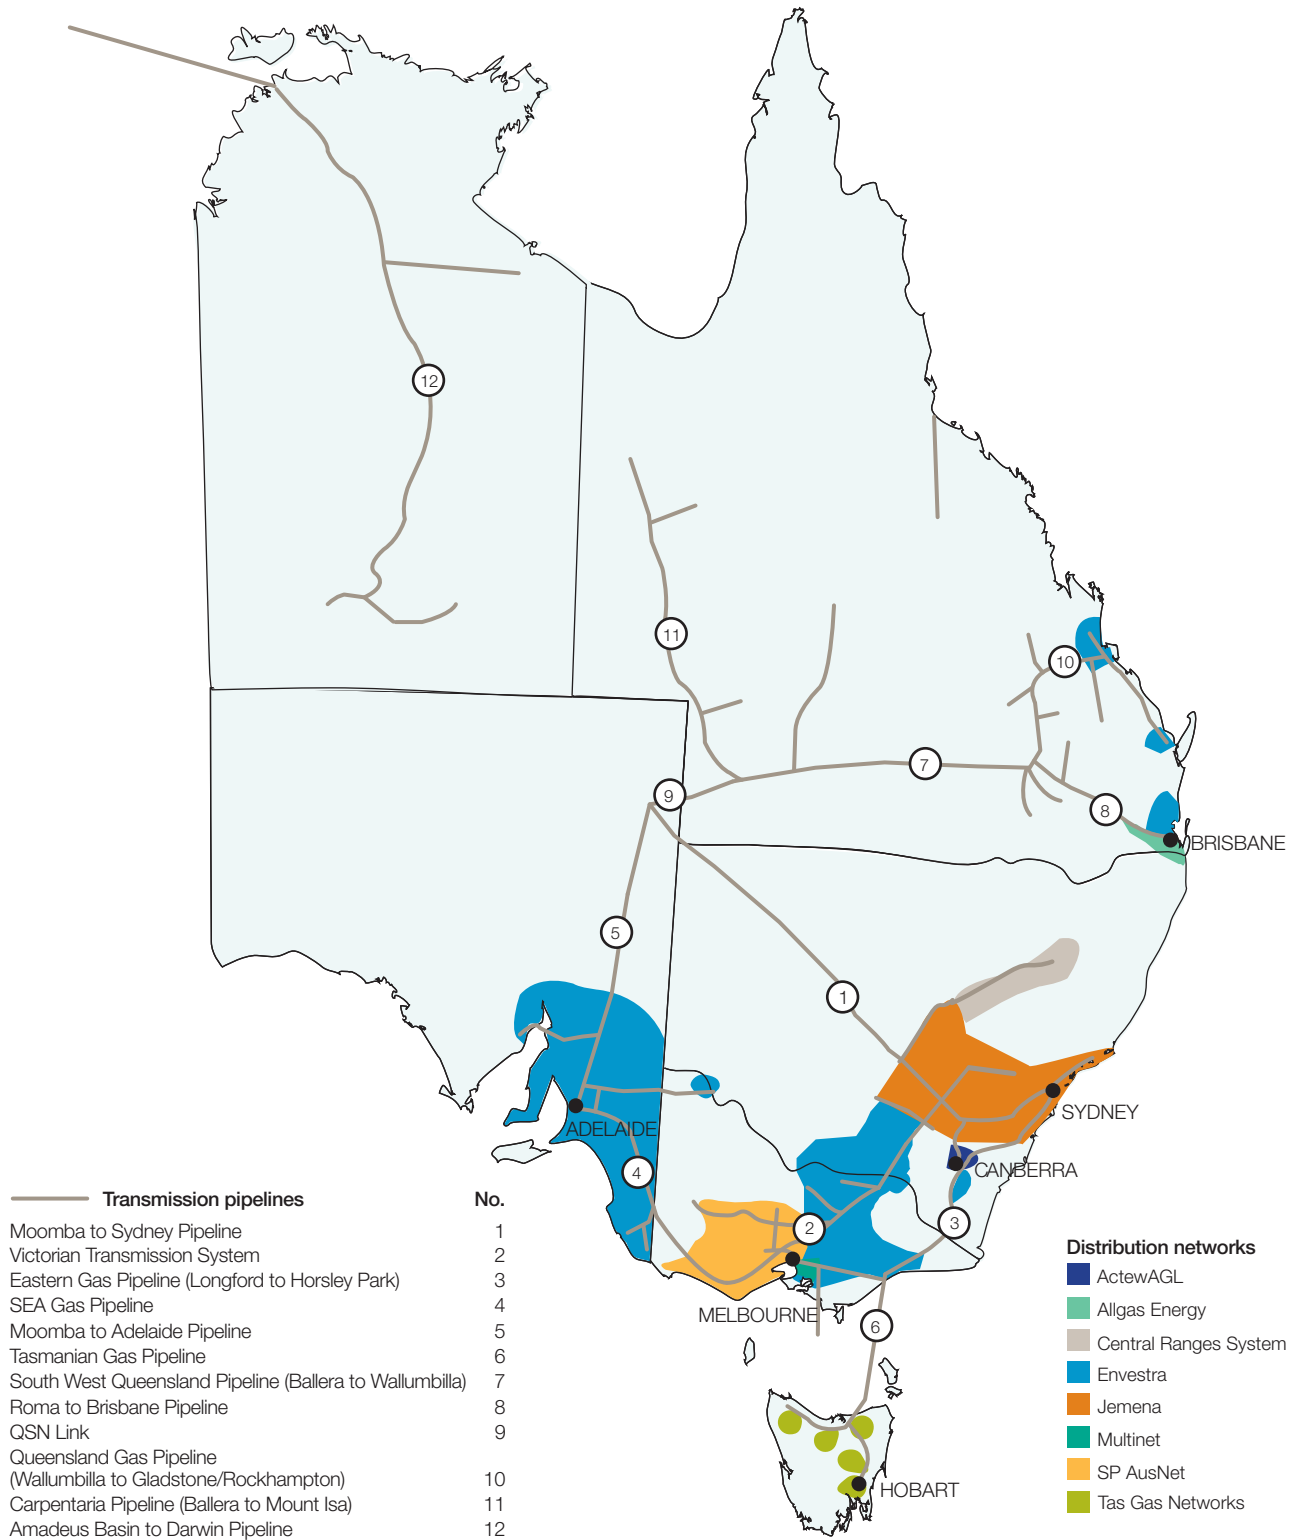 12
11
10
7
9
8
BRISBANE
5
1
SYDNEY
ADELAIDE
CANBERRA
4
2
3
MELBOURNE
6
HOBART
Transmission pipelines No.
Moomba to Sydney Pipeline 1
Victorian Transmission System 2
Eastern Gas Pipeline (Longford to Horsley Park) 3
SEA Gas Pipeline 4
Moomba to Adelaide Pipeline 5
Tasmanian Gas Pipeline 6
South West Queensland Pipeline (Ballera to Wallumbilla) 7
Roma to Brisbane Pipeline 8
QSN Link 9
Queensland Gas Pipeline
(Wallumbilla to Gladstone/Rockhampton) 10
Carpentaria Pipeline (Ballera to Mount Isa) 11
Amadeus Basin to Darwin Pipeline 12
Distribution networks
ActewAGL
Allgas Energy
Central Ranges System
Envestra
Jemena
Multinet
SP AusNet
Tas Gas Networks